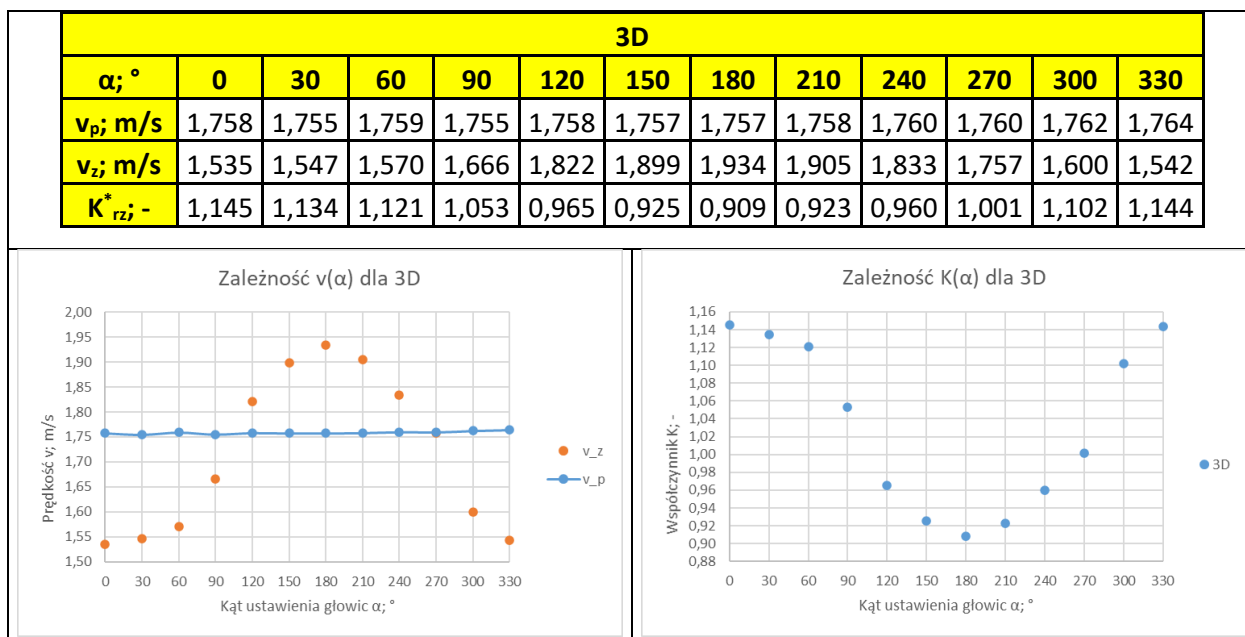 3D
α; ° 0 30 60 90 120 150 180 210 240 270 300 330
vp; m/s 1,758 1,755 1,759 1,755 1,758 1,757 1,757 1,758 1,760 1,760 1,762 1,764
vz; m/s 1,535 1,547 1,570 1,666 1,822 1,899 1,934 1,905 1,833 1,757 1,600 1,542
K*rz; - 1,145 1,134 1,121 1,053 0,965 0,925 0,909 0,923 0,960 1,001 1,102 1,144
Zależność v(α) dla 3D
Prędkość v; m/s
2,00
1,95
1,90
1,85
1,80
1,75
1,70
1,65
1,60
1,55
1,50
0 30 60 90 120 150 180 210 240 270 300 330
Kąt ustawienia głowic α; °
v_z
v_p
Zależność K(α) dla 3D
Współczynnik K; -
1,16
1,14
1,12
1,10
1,08
1,06
1,04
1,02
1,00
0,98
0,96
0,94
0,92
0,90
0,88
0 30 60 90 120 150 180 210 240 270 300 330
Kąt ustawienia głowic α; °
3D